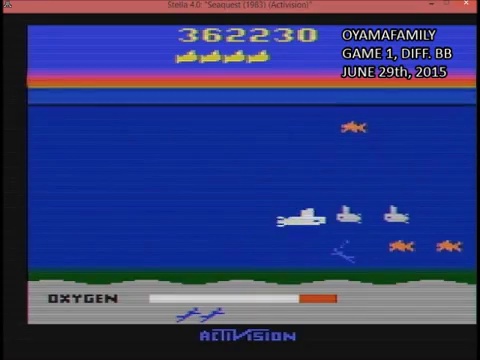 Stella 4.0: "Seaquest (1983) (Activision)"
362230
OYAMAFAMILY
GAME 1, DIFF. BB
JUNE 29th, 2015
OXYGEN
ACTIVISION